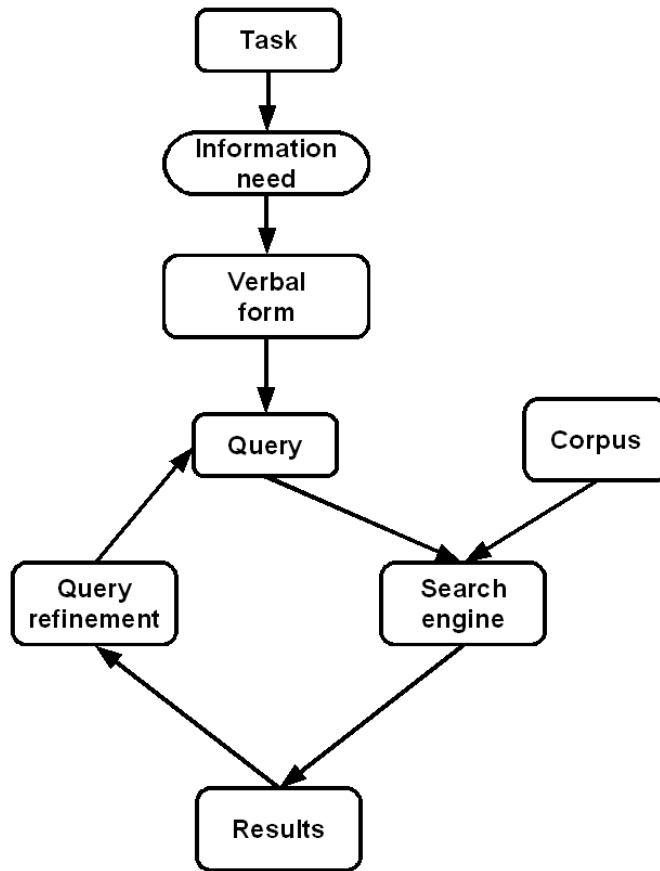 Task
Information
need
Verbal
form
Query
Corpus
Query
refinement
Search
engine
Results